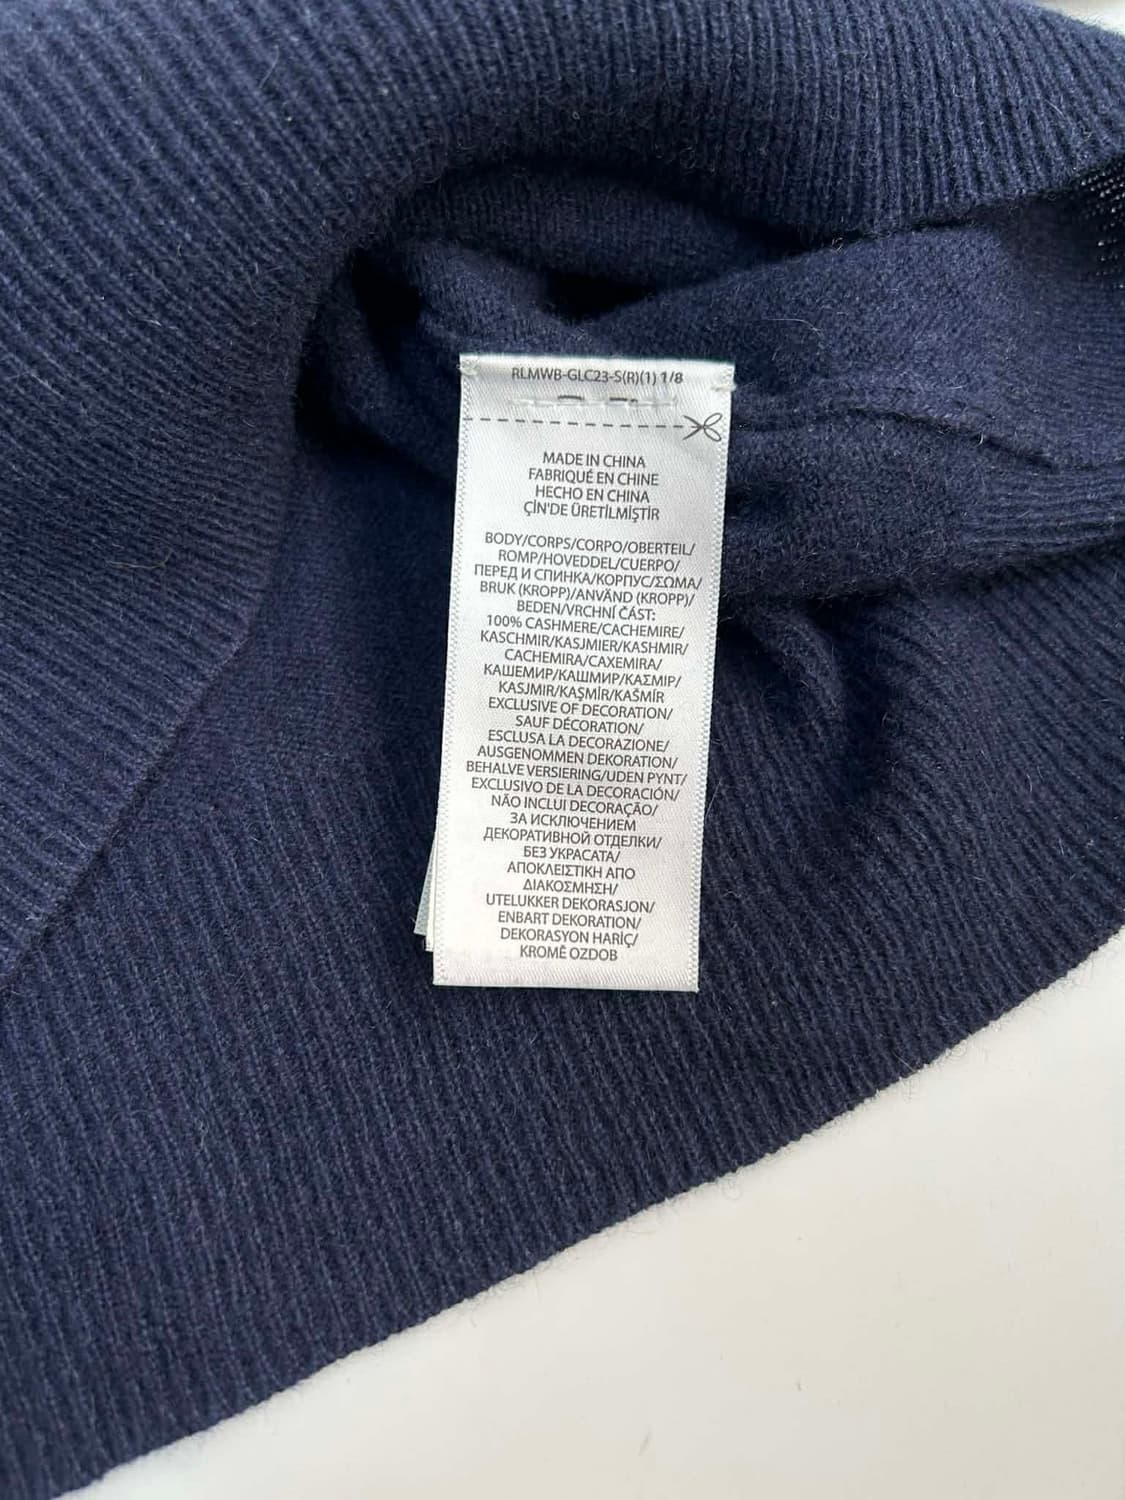 RLMWB-GLC23-S(R)(1) 1/8
MADE IN CHINA
FABRIQUÉ EN CHINE
HECHO EN CHINA
ÇİN'DE ÜRETİLMİŞTİR
BODY/CORPS/CORPO/OBERTEIL/
ROMP/HOVEDDEL/CUERPO/
ПЕРЕД И СПИНКА/КОРПУС/ΣΩΜΑ/
BRUK (KROPP)/ANVÄND (KROPP)/
BEDEN/VRCHNÍ ČÁST:
100% CASHMERE/CACHEMIRE/
KASCHMIR/KASJMIER/KASHMIR/
CACHEMIRA/CAXEMIRA/
КАШЕМИР/КАШМИР/ΚΑΣΜΙΡ/
KASJMIR/KAŞMİR/KAŠMÍR
EXCLUSIVE OF DECORATION/
SAUF DÉCORATION/
ESCLUSA LA DECORAZIONE/
AUSGENOMMEN DEKORATION/
BEHALVE VERSIERING/UDEN PYNT/
EXCLUSIVO DE LA DECORACIÓN/
NÃO INCLUI DECORAÇÃO/
ЗА ИСКЛЮЧЕНИЕМ
ДЕКОРАТИВНОЙ ОТДЕЛКИ/
БЕЗ УКРАСАТА/
ΑΠΟΚΛΕΙΣΤΙΚΗ ΑΠΟ
ΔΙΑΚΟΣΜΗΣΗ/
UTELUKKER DEKORASJON/
ENBART DEKORATION/
DEKORASYON HARİÇ/
KROMĚ OZDOB